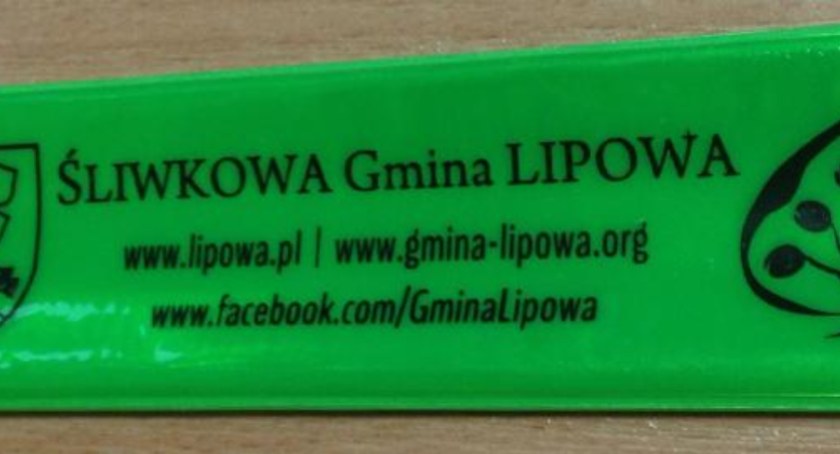 ŚLIWKOWA Gmina LIPOWA
www.lipowa.pl | www.gmina-lipowa.org
www.facebook.com/GminaLipowa